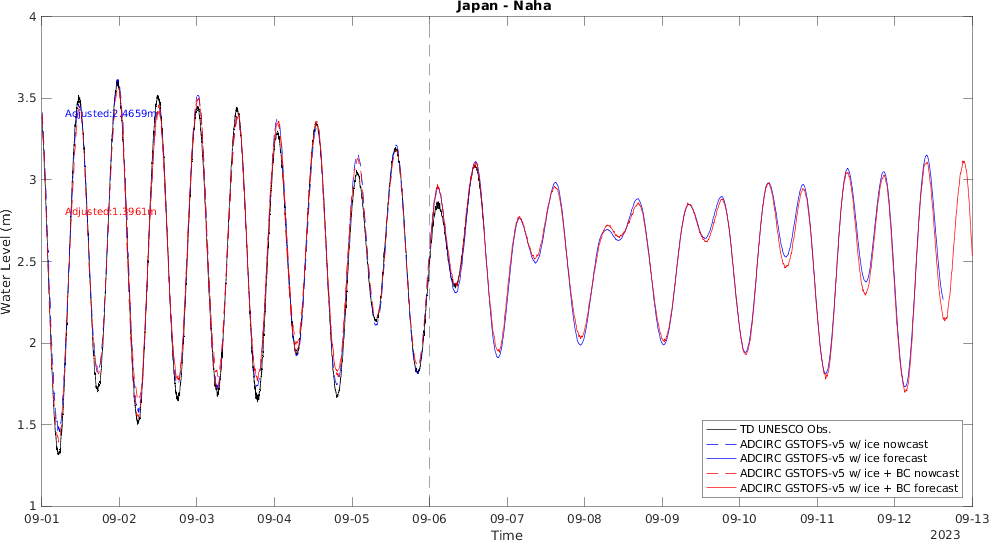 Japan - Naha
4
3.5
3
2.5
2
1.5
1
Water Level (m)
Adjusted:2.4659m
Adjusted:1.3961m
TD UNESCO Obs.
ADCIRC GSTOFS-v5 w/ ice nowcast
ADCIRC GSTOFS-v5 w/ ice forecast
ADCIRC GSTOFS-v5 w/ ice + BC nowcast
ADCIRC GSTOFS-v5 w/ ice + BC forecast
09-01 09-02 09-03 09-04 09-05 09-06 09-07 09-08 09-09 09-10 09-11 09-12 09-13
Time
2023